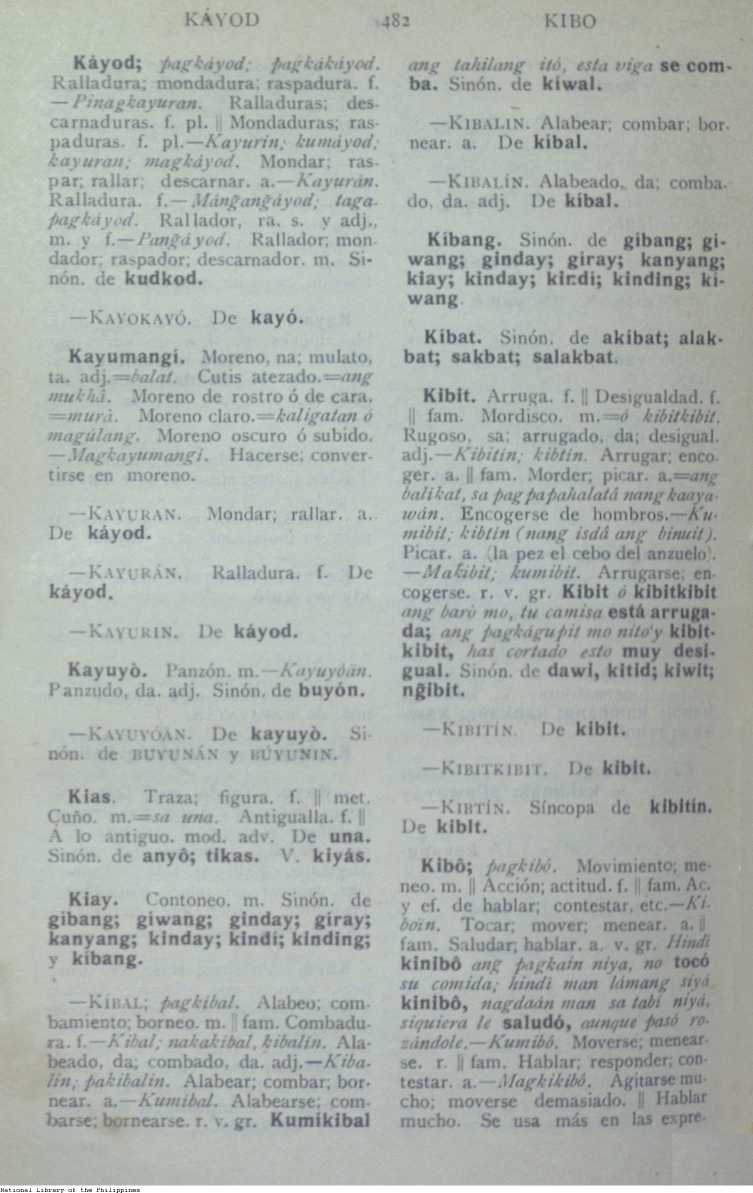 KÁYOD
482
KIBO
Káyod; pagkáyod; pagkákáyod.
Ralladura; mondadura; raspadura. f.
—Pinagkayuran. Ralladuras; des-
carnaduras. f. pl. || Mondaduras; ras-
paduras. f. pl.—Kayurin; kumáyod;
kayuran; magkáyod. Mondar; ras-
par; rallar; descarnar. a.—Kayurán.
Ralladura. f.—Máng̃ang̃áyod; taga-
pagkáyod. Rallador, ra. s. y adj.,
m. y f.—Pang̃áyod. Rallador; mon-
dador; raspador; descarnador. m. Si-
nón. de kudkod.
—KAYOKAYÓ. De kayó.
Kayumangí. Moreno, na; mulato,
ta. adj.=balat. Cutis atezado.=ang
mukhâ. Moreno de rostro ó de cara.
=murà. Moreno claro.=kaligatan ó
magúlang. Moreno oscuro ó subido.
—Magkayumangí. Hacerse; conver-
tirse en moreno.
—KAYURAN. Mondar; rallar. a.
De káyod.
—KAYURÁN. Ralladura. f. De
káyod.
—KAYURIN. De káyod.
Kayuyò. Panzón. m.—Kayuyóán.
Panzudo, da. adj. Sinón. de buyón.
—KAYUYÓÁN. De kayuyò. Si-
nón. de BUYUNÁN y BÚYUNIN.
Kias. Traza; figura. f. || met.
Cuño. m.=sa una. Antigualla. f. ||
Á lo antiguo. mod. adv. De una.
Sinón. de anyô; tikas. V. kiyás.
Kiay. Contoneo. m. Sinón. de
gibang; giwang; ginday; giray;
kanyang; kinday; kindi; kinding;
y kibang.
—KIBAL; pagkibal. Alabeo; com-
bamiento; borneo. m. || fam. Combadu-
ra. f.—Kibal; nakakibal, kibalin. Ala-
beado, da; combado, da. adj.—Kiba-
lin; pakibalin. Alabear; combar; bor-
near. a.—Kumibal. Alabearse; com-
barse; bornearse. r. v. gr. Kumikibal
ang tahilang itó, esta viga se com-
ba. Sinón. de kiwal.
—KIBALIN. Alabear; combar; bor-
near. a. De kibal.
—KIBALÍN. Alabeado, da; comba-
do, da. adj. De kibal.
Kibang. Sinón. de gibang; gi-
wang; ginday; giray; kanyang;
kiay; kinday; kindi; kinding; ki-
wang
Kibat. Sinón. de akibat; alak-
bat; sakbat; salakbat.
Kibit. Arruga. f. || Desigualdad. f.
|| fam. Mordisco. m.=ó kibitkibit.
Rugoso, sa; arrugado, da; desigual.
adj.—Kibitin; kibtin. Arrugar; enco-
ger. a. || fam. Morder; picar. a.=ang
balikat, sa pagpapahalatâ nang kaaya-
wán. Encogerse de hombros.—Ku-
mibit; kibtin (nang isdâ ang binuit).
Picar. a. (la pez el cebo del anzuelo).
—Makibit; kumibit. Arrugarse; en-
cogerse. r. v. gr. Kibit ó kibitkibit
ang barò mo, tu camisa está arruga-
da; ang pagkágupit mo nito'y kibit-
kibit, has cortado esto muy desi-
gual. Sinón. de dawí, kitid; kiwit;
ng̃ibit.
—KIBITÍN. De kibit.
—KIBITKIBIT. De kibit.
—KIBTÍN. Síncopa de kibitin.
De kibit.
Kibô; pagkibô. Movimiento; me-
neo. m. || Acción; actitud. f. || fam. Ac.
y ef. de hablar; contestar, etc.—Ki-
boin. Tocar; mover; menear. a. ||
fam. Saludar; hablar. a. v. gr. Hindî
kinibô ang pagkain niya, no tocó
su comida; hindî man lámang siyá
kinibô, nagdaán man sa tabí niyá,
siquiera le saludó, aunque pasó ro-
zándole.—Kumibô. Moverse; menear-
se. r. || fam. Hablar; responder; con-
testar. a.—Magkikibô. Agitarse mu-
cho; moverse demasiado. || Hablar
mucho. Se usa más en las expre-
National Library of the Philippines